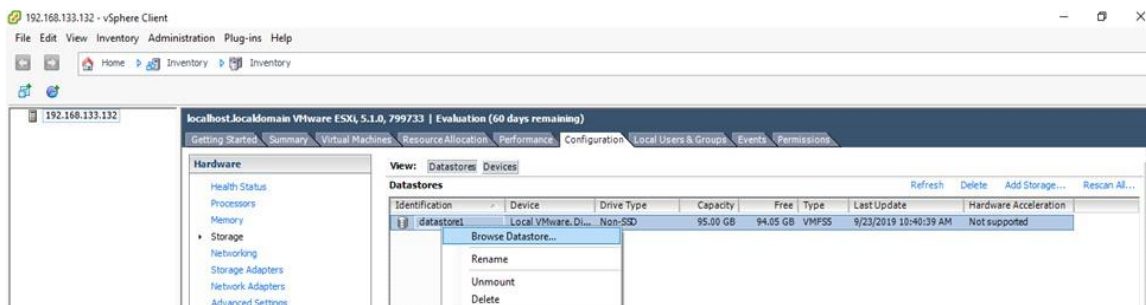 192.168.133.132 - vSphere Client
File Edit View Inventory Administration Plug-ins Help
Home Inventory Inventory
192.168.133.132
localhost.localdomain VMware ESXi, 5.1.0, 799733 | Evaluation (60 days remaining)
Getting Started Summary Virtual Machines Resource Allocation Performance Configuration Local Users & Groups Events Permissions
Hardware
Health Status
Processors
Memory
Storage
Networking
Storage Adapters
Network Adapters
Advanced Settings
View: Datastores Devices
Datastores Refresh Delete Add Storage... Rescan All...
Identification Device Drive Type Capacity Free Type Last Update Hardware Acceleration
datastore1 Local VMware, Di... Non-SSD 95.00 GB 94.05 GB VMFS5 9/23/2019 10:40:39 AM Not supported
Browse Datastore...
Rename
Unmount
Delete